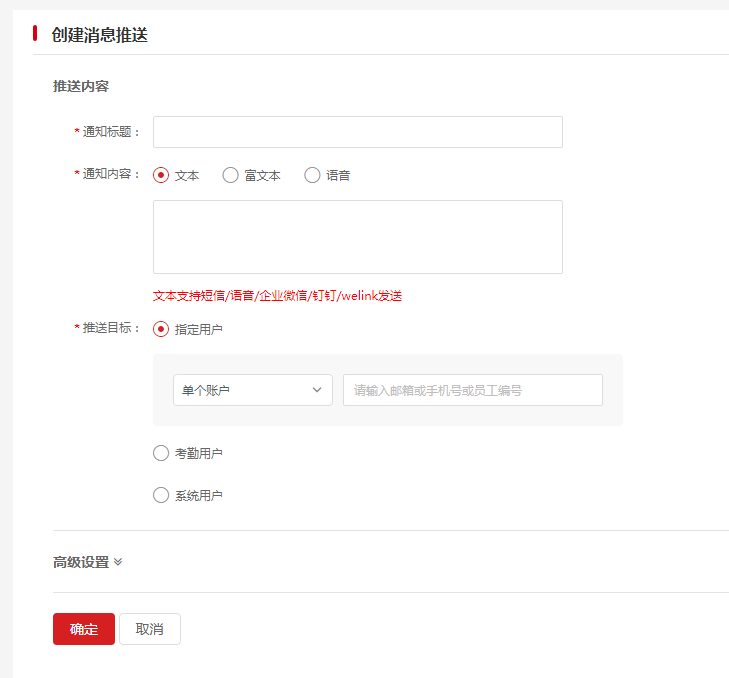 创建消息推送
推送内容
* 通知标题：
* 通知内容： 文本 富文本 语音
文本支持短信/语音/企业微信/钉钉/welink发送
* 推送目标： 指定用户
单个账户 请输入邮箱或手机号或员工编号
考勤用户
系统用户
高级设置
确定 取消